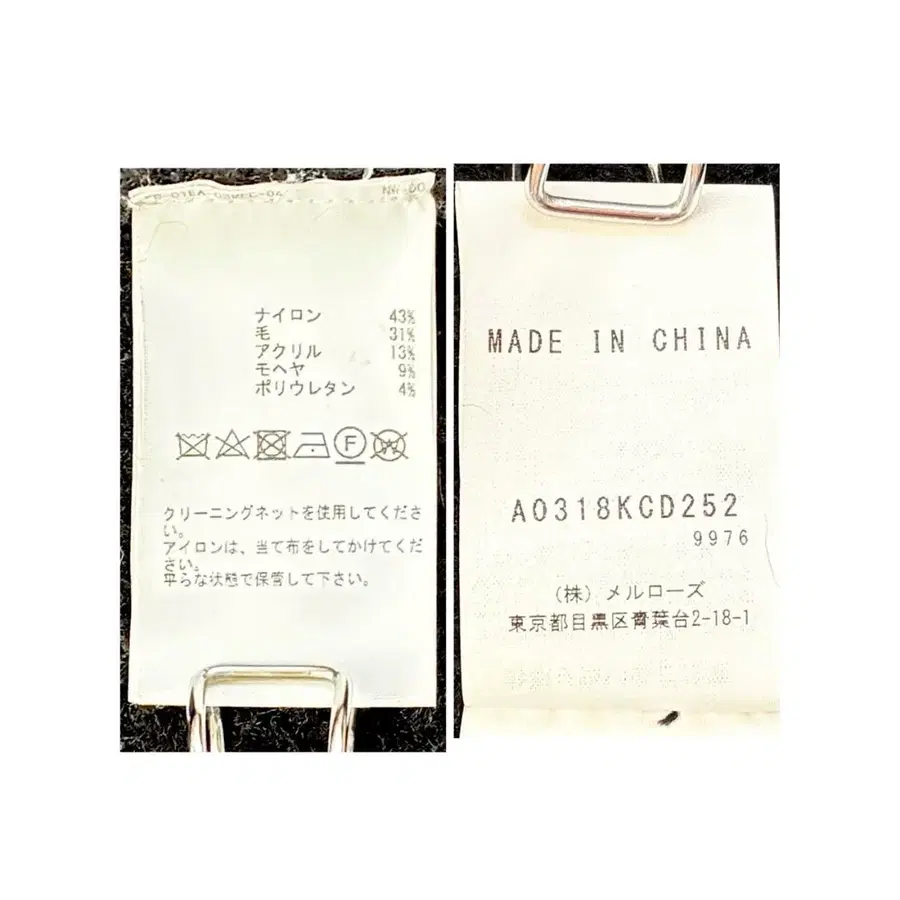 ナイロン 43%
毛 31%
アクリル 13%
モヘヤ 9%
ポリウレタン 4%
F
W
クリーニングネットを使用してくださ
い。
アイロンは、当て布をしてかけてくだ
さい。
平らな状態で保管して下さい。
MADE IN CHINA
A0318KCD252
9976
(株) メルローズ
東京都目黒区青葉台2-18-1